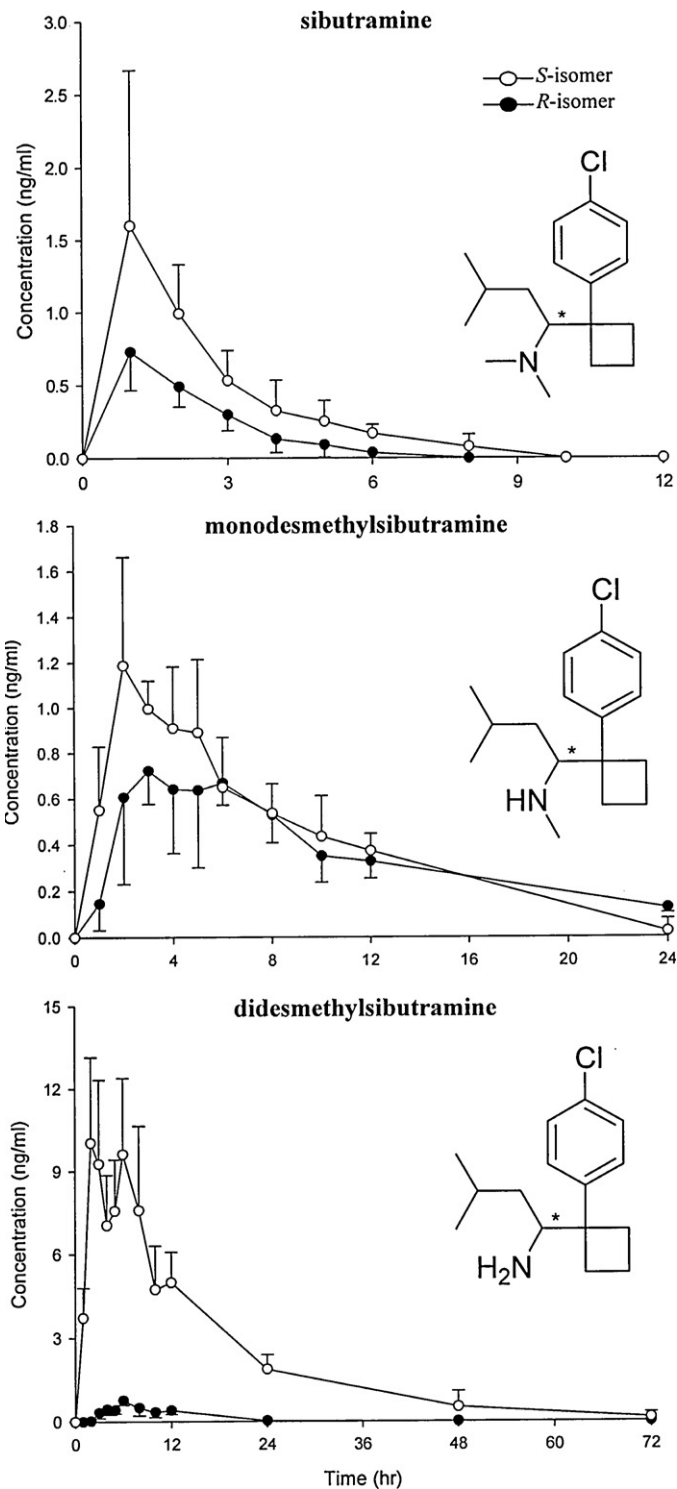 sibutramine
S-isomer
R-isomer
Concentration (ng/ml)
3.0
2.5
2.0
1.5
1.0
0.5
0.0
0 3 6 9 12
Cl
*
N
monodesmethylsibutramine
Concentration (ng/ml)
1.8
1.6
1.4
1.2
1.0
0.8
0.6
0.4
0.2
0.0
0 4 8 12 16 20 24
Cl
*
HN
didesmethylsibutramine
Concentration (ng/ml)
15
12
9
6
3
0
0 12 24 36 48 60 72
Cl
*
H₂N
Time (hr)